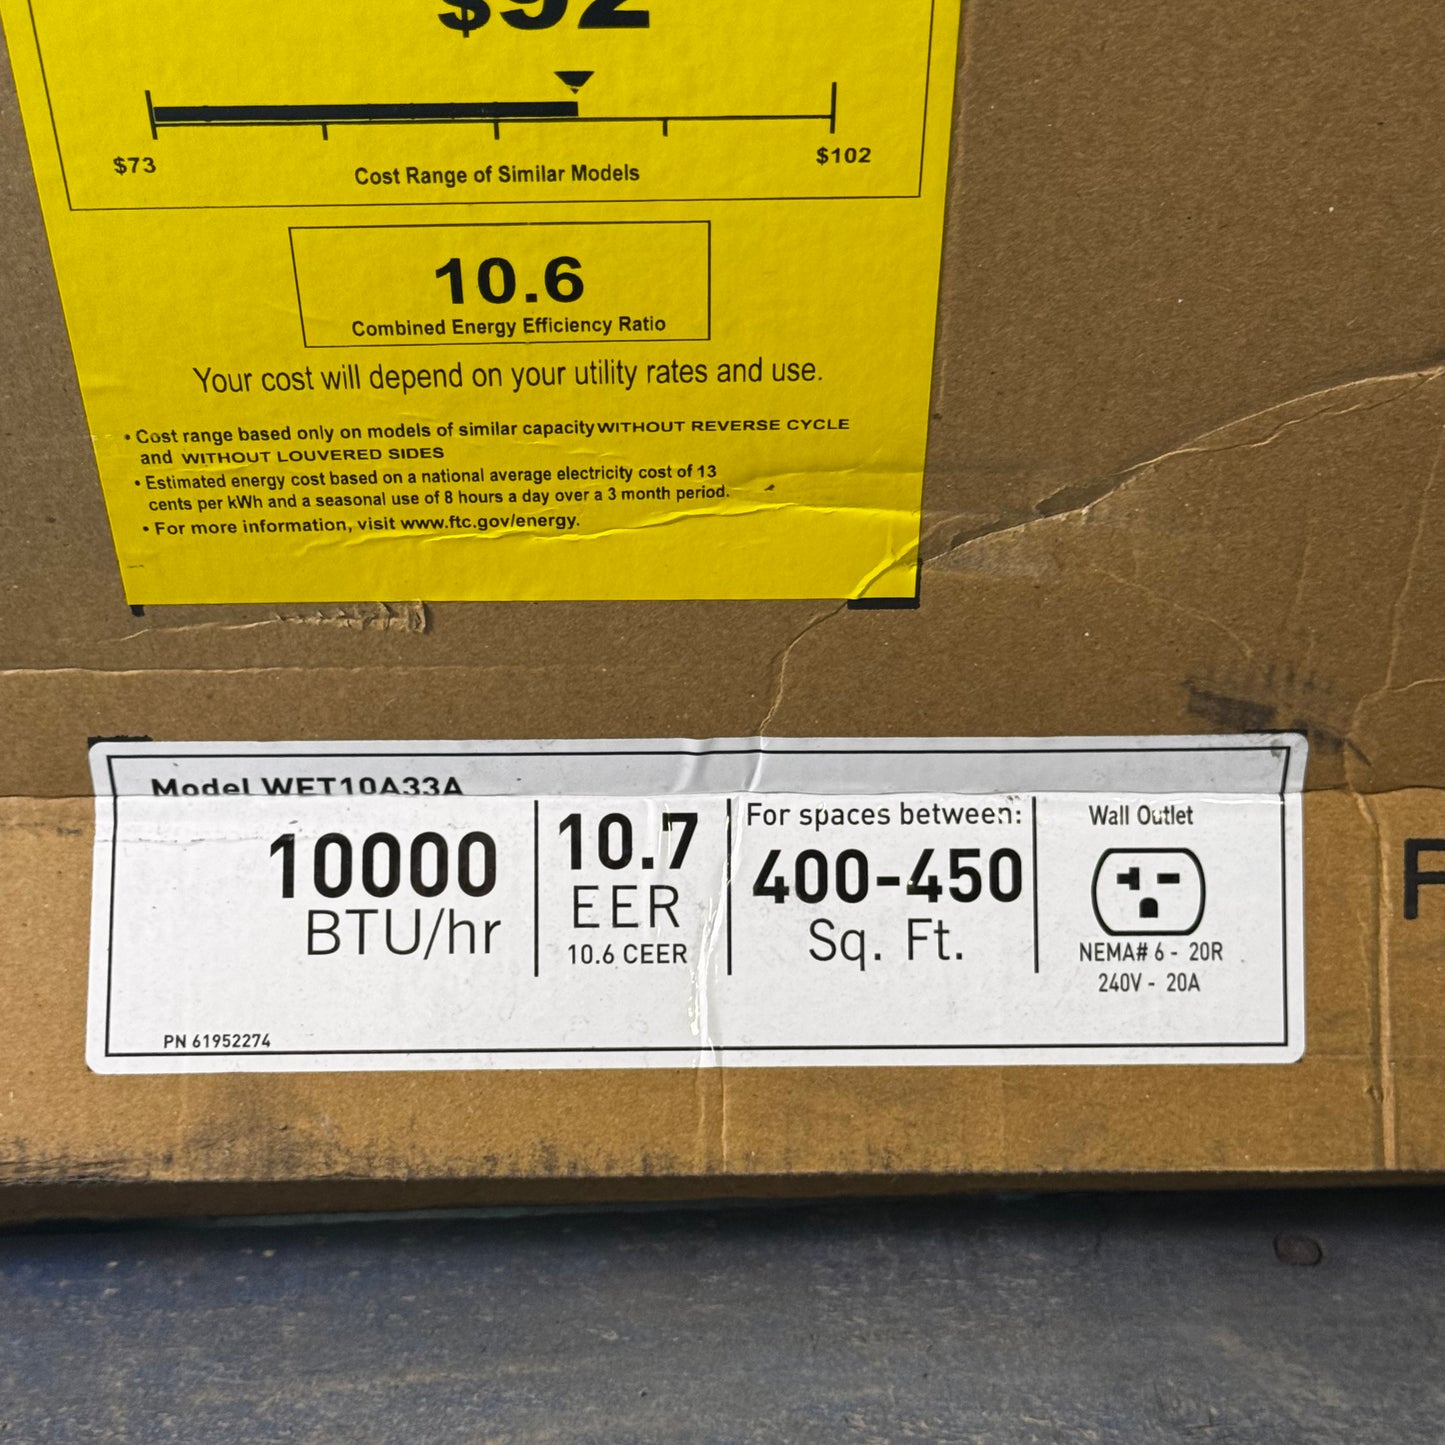 $92
$73
$102
Cost Range of Similar Models
10.6
Combined Energy Efficiency Ratio
Your cost will depend on your utility rates and use.
• Cost range based only on models of similar capacity WITHOUT REVERSE CYCLE
and WITHOUT LOUVERED SIDES
• Estimated energy cost based on a national average electricity cost of 13
cents per kWh and a seasonal use of 8 hours a day over a 3 month period.
• For more information, visit www.ftc.gov/energy.
Model WET10A33A
10000
BTU/hr
10.7
EER
10.6 CEER
For spaces between:
400-450
Sq. Ft.
Wall Outlet
NEMA# 6 - 20R
240V - 20A
PN 61952274